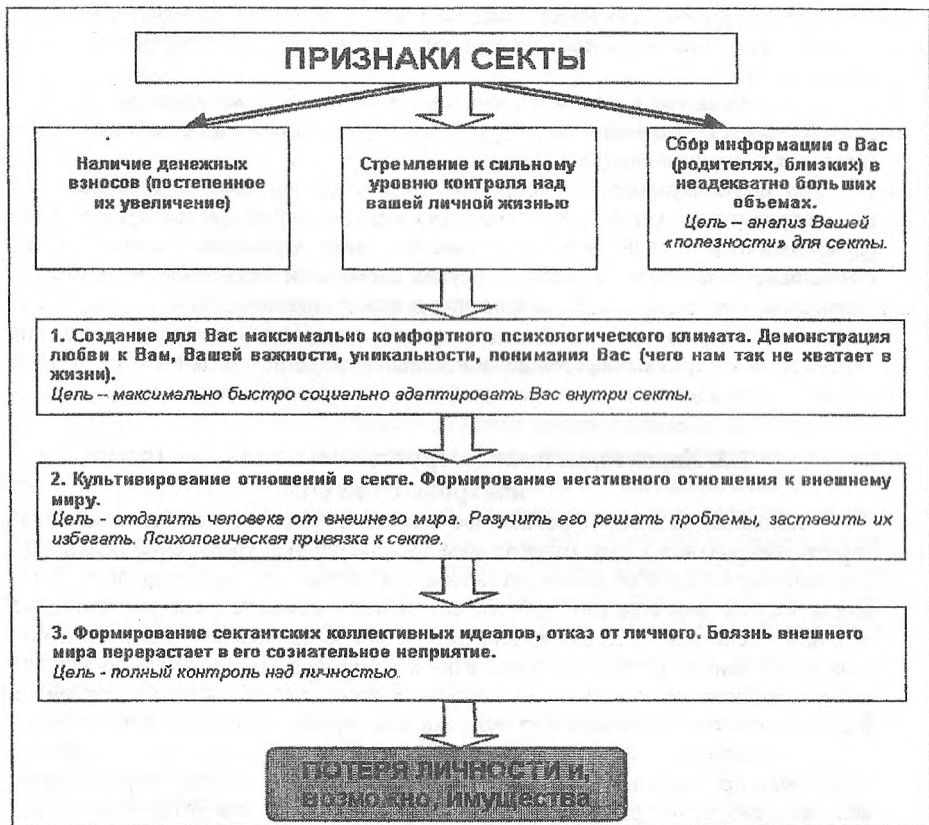 ПРИЗНАКИ СЕКТЫ
Наличие денежных
взносов (постепенное
их увеличение)
Стремление к сильному
уровню контроля над
вашей личной жизнью
Сбор информации о Вас
(родителях, близких) в
неадекватно больших
объемах.
Цель – анализ Вашей
«полезности» для секты.
1. Создание для Вас максимально комфортного психологического климата. Демонстрация
любви к Вам, Вашей важности, уникальности, понимания Вас (чего нам так не хватает в
жизни).
Цель – максимально быстро социально адаптировать Вас внутри секты.
2. Культивирование отношений в секте. Формирование негативного отношения к внешнему
миру.
Цель - отдалить человека от внешнего мира. Разучить его решать проблемы, заставить их
избегать. Психологическая привязка к секте.
3. Формирование сектантских коллективных идеалов, отказ от личного. Боязнь внешнего
мира перерастает в его сознательное неприятие.
Цель - полный контроль над личностью.
ПОТЕРЯ ЛИЧНОСТИ и,
возможно, имущества